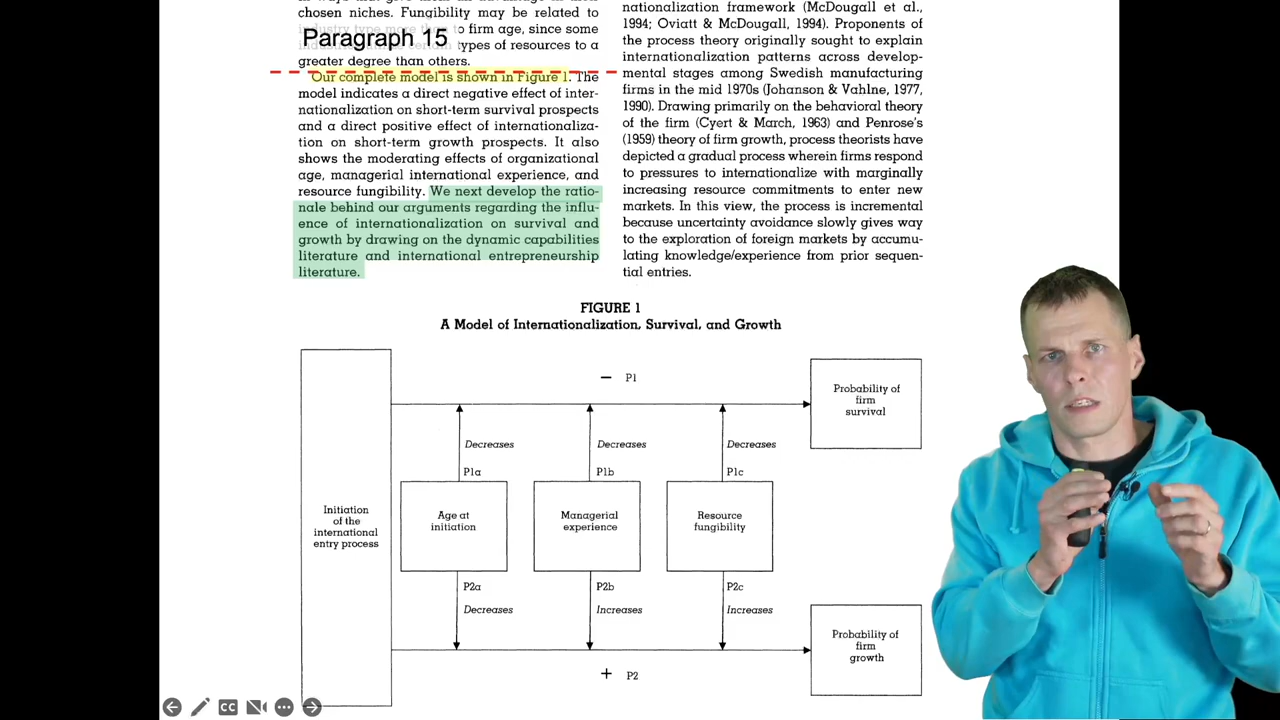 chosen niches. Fungibility may be related to
Paragraph 15
o firm age, since some
types of resources to a
greater degree than others.
Our complete model is shown in Figure 1. The
model indicates a direct negative effect of inter-
nationalization on short-term survival prospects
and a direct positive effect of internationaliza-
tion on short-term growth prospects. It also
shows the moderating effects of organizational
age, managerial international experience, and
resource fungibility. We next develop the ratio-
nale behind our arguments regarding the influ-
ence of internationalization on survival and
growth by drawing on the dynamic capabilities
literature and international entrepreneurship
literature.
nationalization framework (McDougall et al.,
1994; Oviatt & McDougall, 1994). Proponents of
the process theory originally sought to explain
internationalization patterns across develop-
mental stages among Swedish manufacturing
firms in the mid 1970s (Johanson & Vahlne, 1977,
1990). Drawing primarily on the behavioral theory
of the firm (Cyert & March, 1963) and Penrose's
(1959) theory of firm growth, process theorists have
depicted a gradual process wherein firms respond
to pressures to internationalize with marginally
increasing resource commitments to enter new
markets. In this view, the process is incremental
because uncertainty avoidance slowly gives way
to the exploration of foreign markets by accumu-
lating knowledge/experience from prior sequen-
tial entries.
FIGURE 1
A Model of Internationalization, Survival, and Growth
− P1
Probability of
firm
survival
Decreases
Decreases
Decreases
P1a
P1b
P1c
Initiation
of the
international
entry process
Age at
initiation
Managerial
experience
Resource
fungibility
P2a
P2b
P2c
Decreases
Increases
Increases
Probability of
firm
growth
+ P2
CC